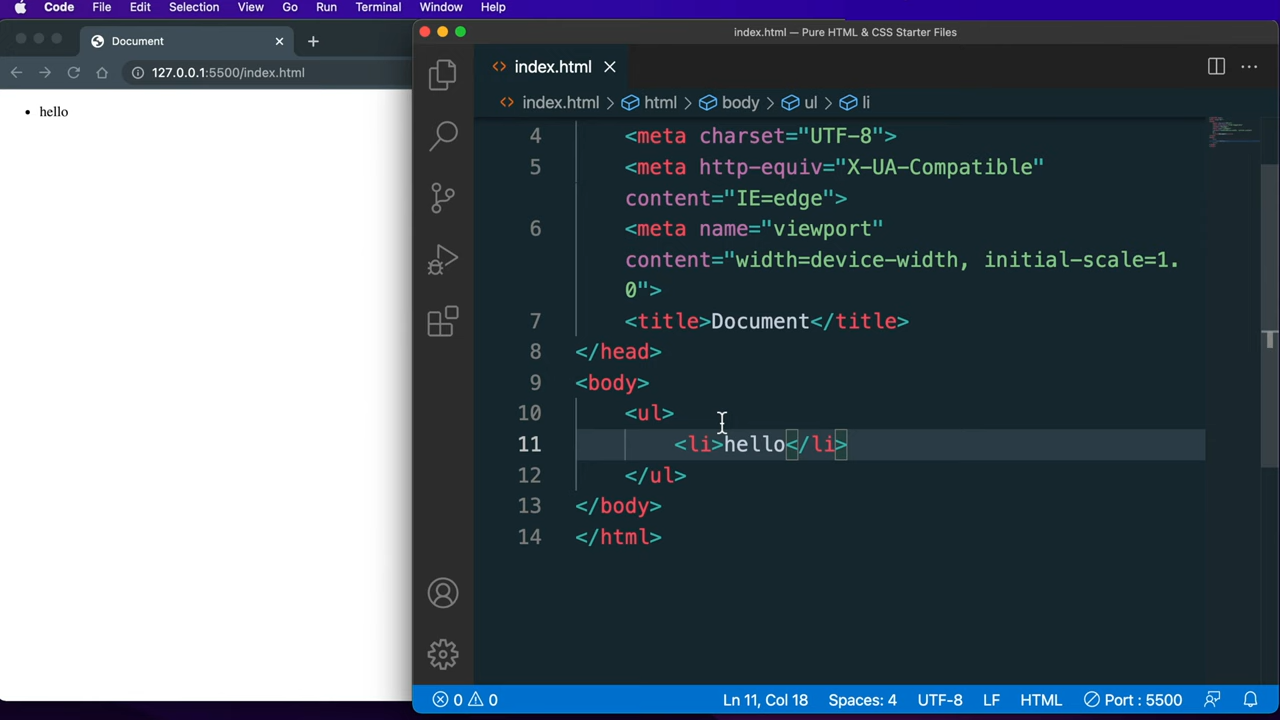 Code File Edit Selection View Go Run Terminal Window Help
Document
127.0.0.1:5500/index.html
• hello
index.html — Pure HTML & CSS Starter Files
index.html
index.html > html > body > ul > li
4 <meta charset="UTF-8">
5 <meta http-equiv="X-UA-Compatible"
content="IE=edge">
6 <meta name="viewport"
content="width=device-width, initial-scale=1.
0">
7 <title>Document</title>
8 </head>
9 <body>
10 <ul>
11 <li>hello</li>
12 </ul>
13 </body>
14 </html>
0 0 Ln 11, Col 18 Spaces: 4 UTF-8 LF HTML Port : 5500